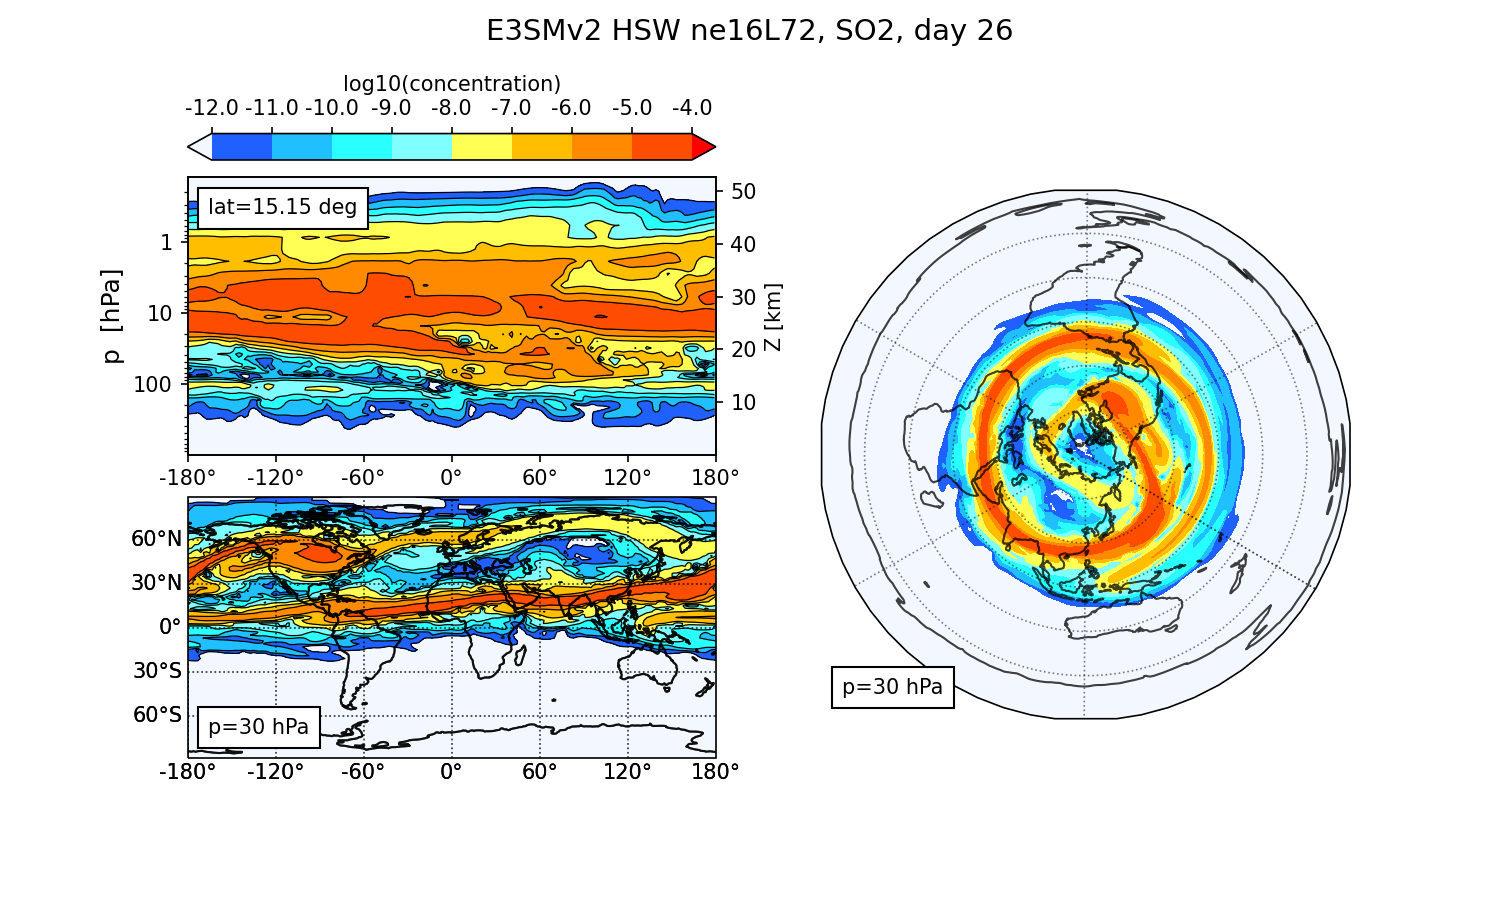 E3SMv2 HSW ne16L72, SO2, day 26
log10(concentration)
-12.0 -11.0 -10.0 -9.0 -8.0 -7.0 -6.0 -5.0 -4.0
lat=15.15 deg
p [hPa]
1
10
100
50
40
30
20
10
Z [km]
-180° -120° -60° 0° 60° 120° 180°
60°N
30°N
0°
30°S
60°S
p=30 hPa
-180° -120° -60° 0° 60° 120° 180°
p=30 hPa